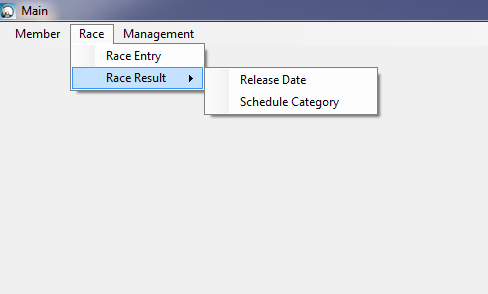 Main
Member Race Management
Race Entry
Race Result
Release Date
Schedule Category